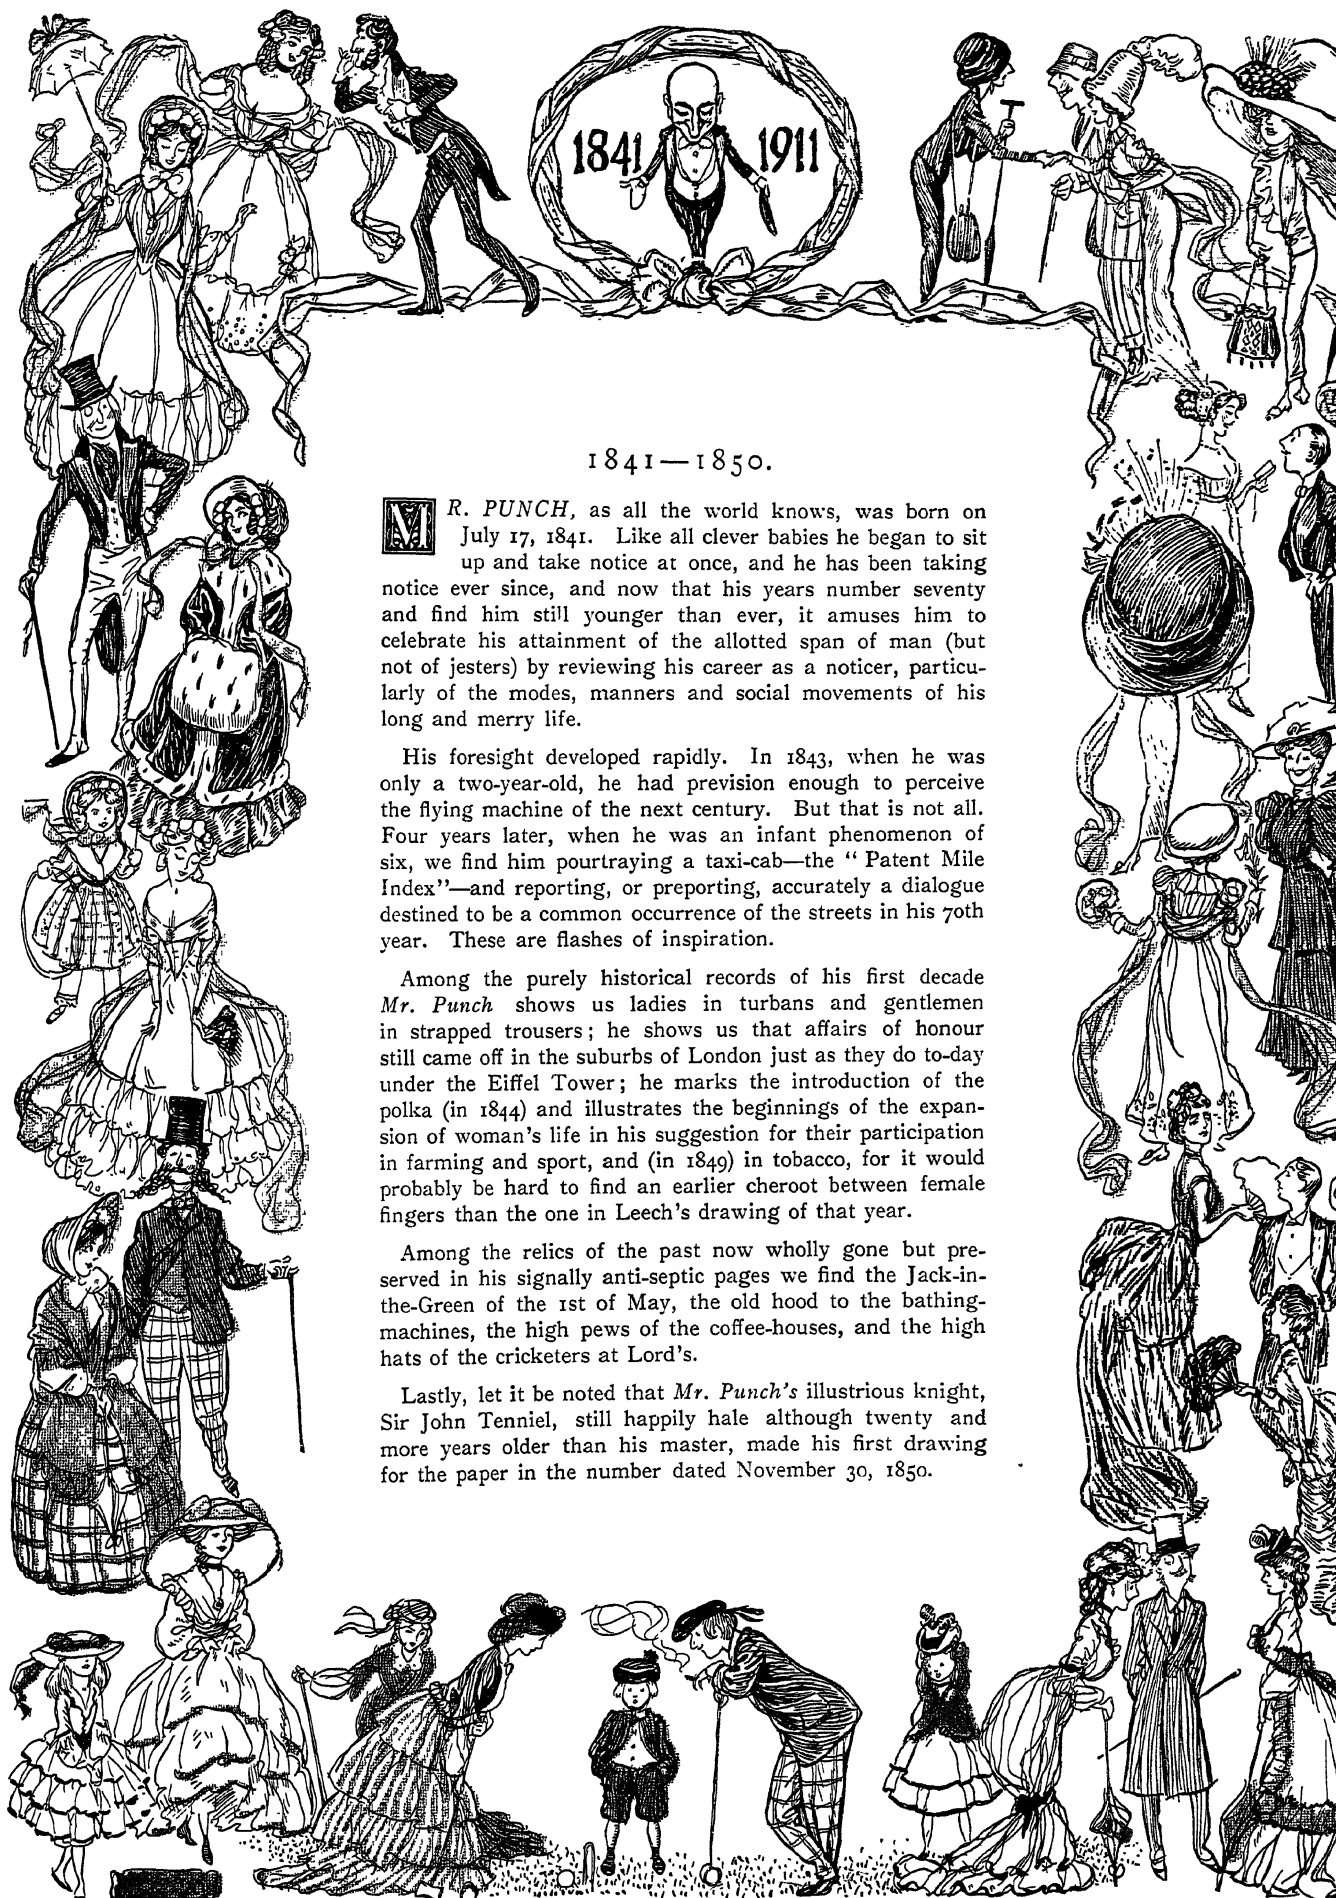 1841 1911
1841—1850.
MR. PUNCH, as all the world knows, was born on
July 17, 1841. Like all clever babies he began to sit
up and take notice at once, and he has been taking
notice ever since, and now that his years number seventy
and find him still younger than ever, it amuses him to
celebrate his attainment of the allotted span of man (but
not of jesters) by reviewing his career as a noticer, particu-
larly of the modes, manners and social movements of his
long and merry life.
His foresight developed rapidly. In 1843, when he was
only a two-year-old, he had prevision enough to perceive
the flying machine of the next century. But that is not all.
Four years later, when he was an infant phenomenon of
six, we find him pourtraying a taxi-cab—the “ Patent Mile
Index”—and reporting, or preporting, accurately a dialogue
destined to be a common occurrence of the streets in his 70th
year. These are flashes of inspiration.
Among the purely historical records of his first decade
Mr. Punch shows us ladies in turbans and gentlemen
in strapped trousers; he shows us that affairs of honour
still came off in the suburbs of London just as they do to-day
under the Eiffel Tower; he marks the introduction of the
polka (in 1844) and illustrates the beginnings of the expan-
sion of woman's life in his suggestion for their participation
in farming and sport, and (in 1849) in tobacco, for it would
probably be hard to find an earlier cheroot between female
fingers than the one in Leech's drawing of that year.
Among the relics of the past now wholly gone but pre-
served in his signally anti-septic pages we find the Jack-in-
the-Green of the 1st of May, the old hood to the bathing-
machines, the high pews of the coffee-houses, and the high
hats of the cricketers at Lord's.
Lastly, let it be noted that Mr. Punch's illustrious knight,
Sir John Tenniel, still happily hale although twenty and
more years older than his master, made his first drawing
for the paper in the number dated November 30, 1850.